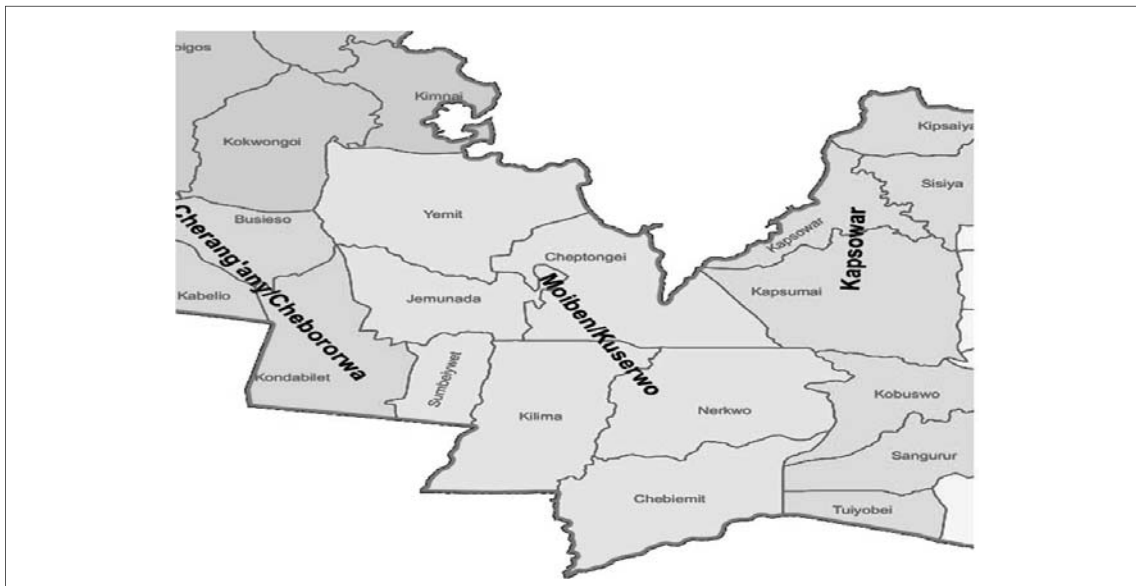 Kimnai
Kipsaiya
Kokwongoi
Sisiya
Yemit
Busieso
Kapsowar
Cheptongei
Cherang'any/Chebororwa
Kapsowar
Kapsumai
Kabelio
Jemunada
Moiben/Kuserwo
Kondabilet
Sumbeiywet
Kobuswo
Kilima
Nerkwo
Sangurur
Chebiemit
Tuiyobei